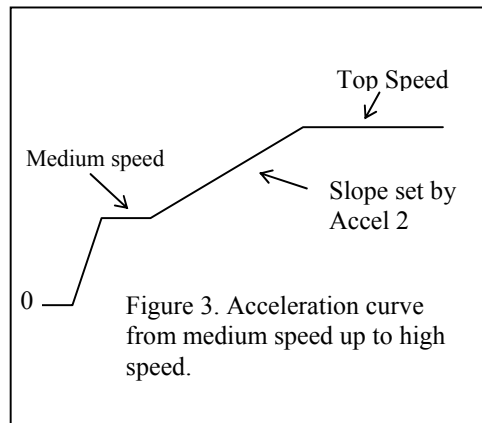 Top Speed
Medium speed
Slope set by
Accel 2
0
Figure 3. Acceleration curve
from medium speed up to high
speed.